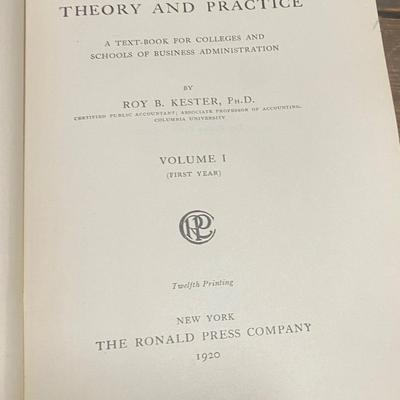 THEORY AND PRACTICE
A TEXT-BOOK FOR COLLEGES AND
SCHOOLS OF BUSINESS ADMINISTRATION
BY
ROY B. KESTER, PH.D.
CERTIFIED PUBLIC ACCOUNTANT; ASSOCIATE PROFESSOR OF ACCOUNTING,
COLUMBIA UNIVERSITY
VOLUME I
(FIRST YEAR)
Twelfth Printing
NEW YORK
THE RONALD PRESS COMPANY
1920